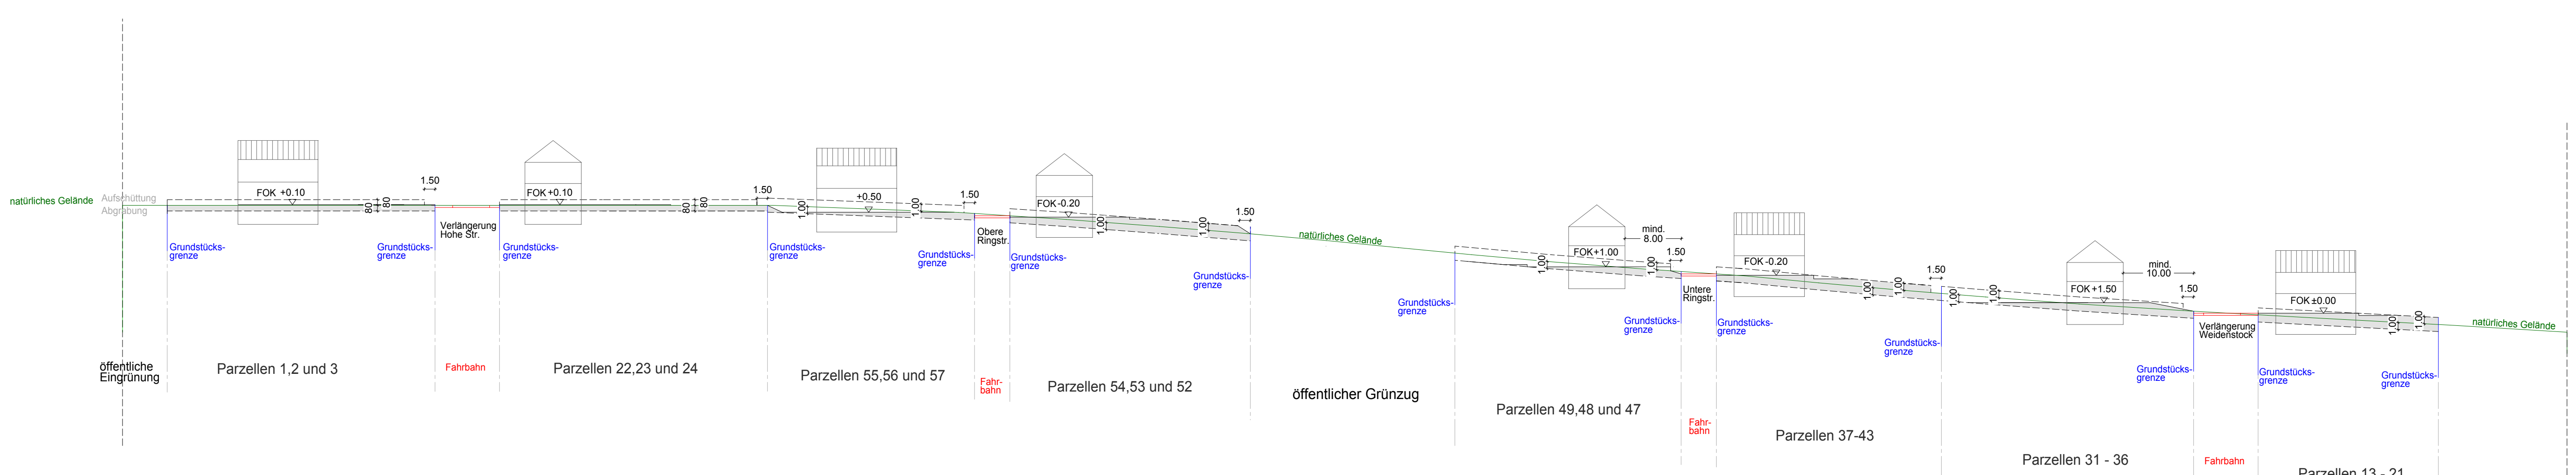 natürliches Gelände
Aufschüttung
Abgrabung
öffentliche
Eingrünung
Grundstücks-
grenze
FOK +0.10
80
80
1.50
Grundstücks-
grenze
Parzellen 1,2 und 3
Verlängerung
Hohe Str.
Fahrbahn
Grundstücks-
grenze
FOK +0.10
80
80
1.50
Parzellen 22,23 und 24
Grundstücks-
grenze
1.00
+0.50
1.00
1.50
Grundstücks-
grenze
Parzellen 55,56 und 57
Obere
Ringstr.
Fahr-
bahn
Grundstücks-
grenze
FOK -0.20
1.00
1.00
1.50
Grundstücks-
grenze
Parzellen 54,53 und 52
natürliches Gelände
öffentlicher Grünzug
Grundstücks-
grenze
1.00
FOK+1.00
mind.
8.00
1.00
1.50
Grundstücks-
grenze
Parzellen 49,48 und 47
Untere
Ringstr.
Fahr-
bahn
Grundstücks-
grenze
FOK -0.20
1.00
1.00
1.50
Grundstücks-
grenze
Parzellen 37-43
1.00
1.00
FOK +1.50
mind.
10.00
1.50
Grundstücks-
grenze
Parzellen 31 - 36
Verlängerung
Weidenstock
Fahrbahn
Grundstücks-
grenze
FOK ±0.00
1.00
1.00
Grundstücks-
grenze
Parzellen 13 - 21
natürliches Gelände